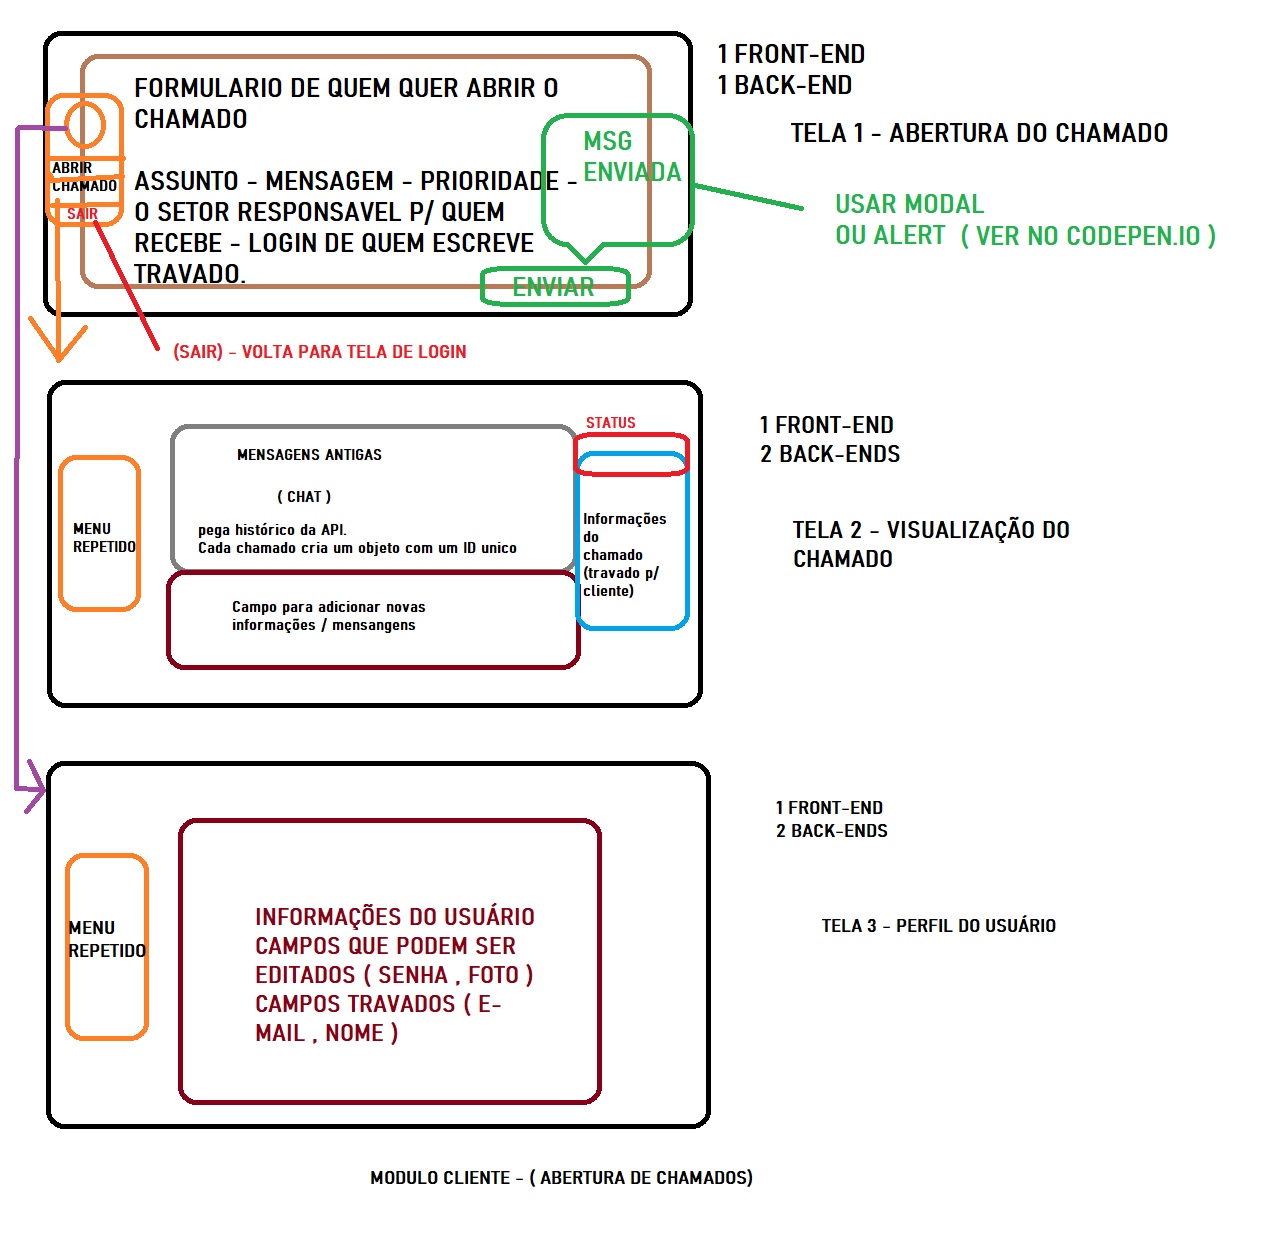 1 FRONT-END
1 BACK-END
TELA 1 - ABERTURA DO CHAMADO
FORMULARIO DE QUEM QUER ABRIR O
CHAMADO
ASSUNTO - MENSAGEM - PRIORIDADE -
O SETOR RESPONSAVEL P/ QUEM
RECEBE - LOGIN DE QUEM ESCREVE
TRAVADO.
ABRIR
CHAMADO
SAIR
MSG
ENVIADA
ENVIAR
USAR MODAL
OU ALERT ( VER NO CODEPEN.IO )
(SAIR) - VOLTA PARA TELA DE LOGIN
1 FRONT-END
2 BACK-ENDS
TELA 2 - VISUALIZAÇÃO DO
CHAMADO
MENU
REPETIDO
MENSAGENS ANTIGAS
( CHAT )
pega histórico da API.
Cada chamado cria um objeto com um ID unico
Campo para adicionar novas
informações / mensangens
STATUS
Informações
do
chamado
(travado p/
cliente)
1 FRONT-END
2 BACK-ENDS
TELA 3 - PERFIL DO USUÁRIO
MENU
REPETIDO
INFORMAÇÕES DO USUÁRIO
CAMPOS QUE PODEM SER
EDITADOS ( SENHA , FOTO )
CAMPOS TRAVADOS ( E-
MAIL , NOME )
MODULO CLIENTE - ( ABERTURA DE CHAMADOS)